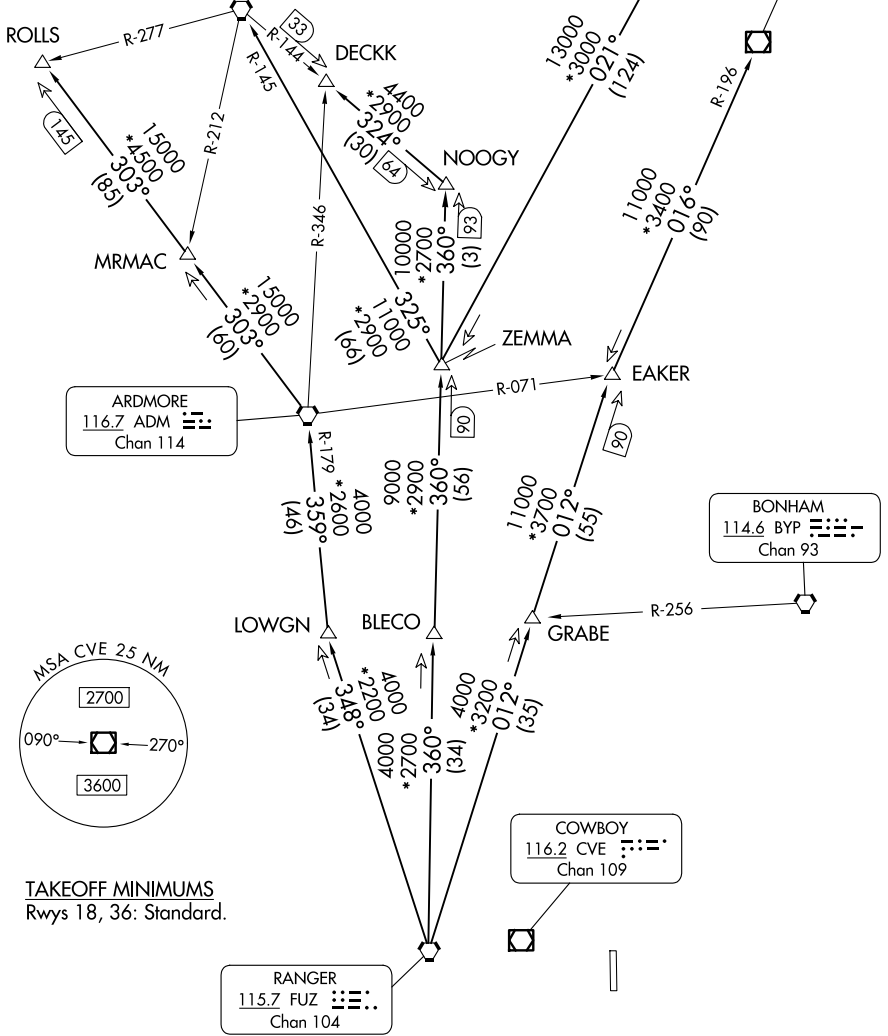 ROLLS
R-277
33
R-144
DECKK
R-145
13000
*3000
021°
(124)
R-196
145
15000
*4500
303°
(85)
R-212
4400
*2900
324°
(30)
64
NOOGY
93
R-346
11000
*3400
016°
(90)
MRMAC
10000
*2700
360°
(3)
15000
*2900
303°
(60)
325°
11000
*2900
(66)
ZEMMA
EAKER
R-071
ARDMORE
116.7 ADM
Chan 114
90
90
R-179
4000
*2600
359°
(46)
9000
*2900
360°
(56)
11000
*3700
012°
(55)
BONHAM
114.6 BYP
Chan 93
R-256
LOWGN
BLECO
GRABE
MSA CVE 25 NM
2700
090°
270°
3600
4000
*2200
348°
(34)
4000
*2700
360°
(34)
4000
*3200
012°
(35)
COWBOY
116.2 CVE
Chan 109
TAKEOFF MINIMUMS
Rwys 18, 36: Standard.
RANGER
115.7 FUZ
Chan 104